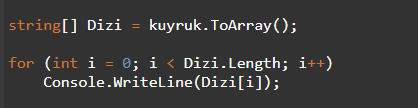 string[] Dizi = kuyruk.ToArray();
for (int i = 0; i < Dizi.Length; i++)
    Console.WriteLine(Dizi[i]);